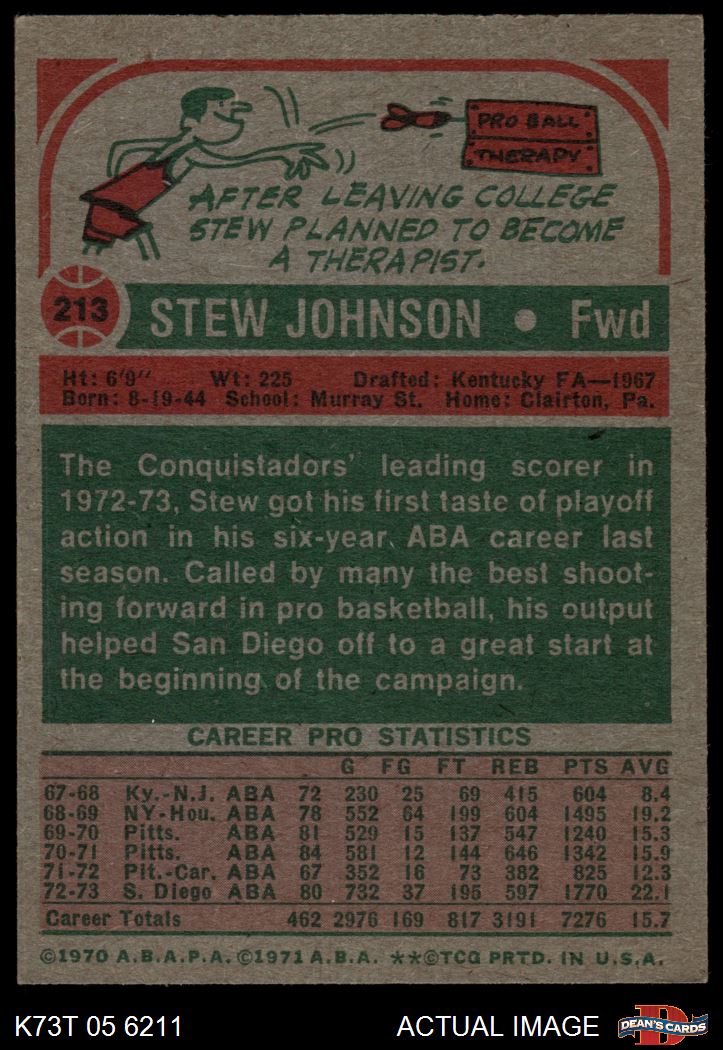 PRO BALL
THERAPY
AFTER LEAVING COLLEGE
STEW PLANNED TO BECOME
A THERAPIST.
213 STEW JOHNSON ● Fwd
Ht: 6'9" Wt: 225 Drafted: Kentucky FA—1967
Born: 8-19-44 School: Murray St. Home: Clairton, Pa.
The Conquistadors' leading scorer in
1972-73, Stew got his first taste of playoff
action in his six-year, ABA career last
season. Called by many the best shoot-
ing forward in pro basketball, his output
helped San Diego off to a great start at
the beginning of the campaign.
CAREER PRO STATISTICS
G FG FT REB PTS AVG
67-68 Ky.-N.J. ABA 72 230 25 69 415 604 8.4
68-69 NY-Hou. ABA 78 552 64 199 604 1495 19.2
69-70 Pitts. ABA 81 529 15 137 547 1240 15.3
70-71 Pitts. ABA 84 581 12 144 646 1342 15.9
71-72 Pit.-Car. ABA 67 352 16 73 382 825 12.3
72-73 S. Diego ABA 80 732 37 195 597 1770 22.1
Career Totals 462 2976 169 817 3191 7276 15.7
©1970 A.B.A.P.A. ©1971 A.B.A. **©TCG PRTD. IN U.S.A.
K73T 05 6211 ACTUAL IMAGE DEAN'S CARDS